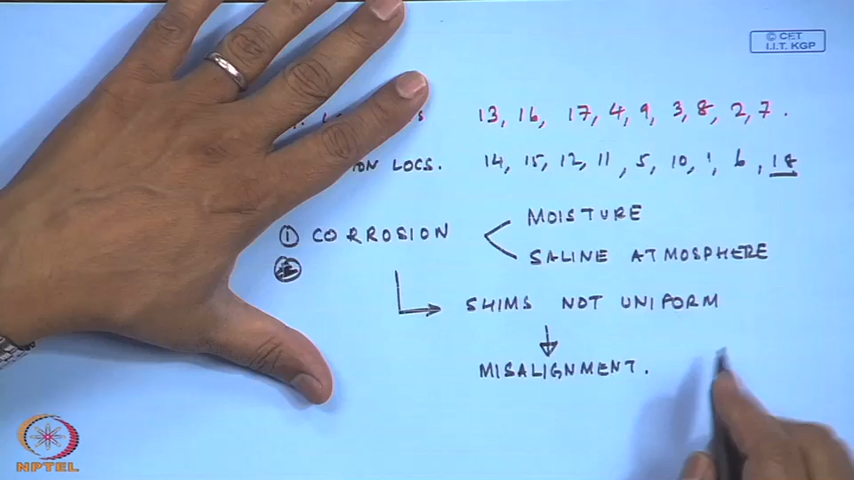 © CET
I.I.T. KGP
13, 16, 17, 4, 9, 3, 8, 2, 7.
LOCS. 14, 15, 12, 11, 5, 10, 1, 6, 18
① CORROSION
MOISTURE
SALINE ATMOSPHERE
SHIMS NOT UNIFORM
MISALIGNMENT.
NPTEL